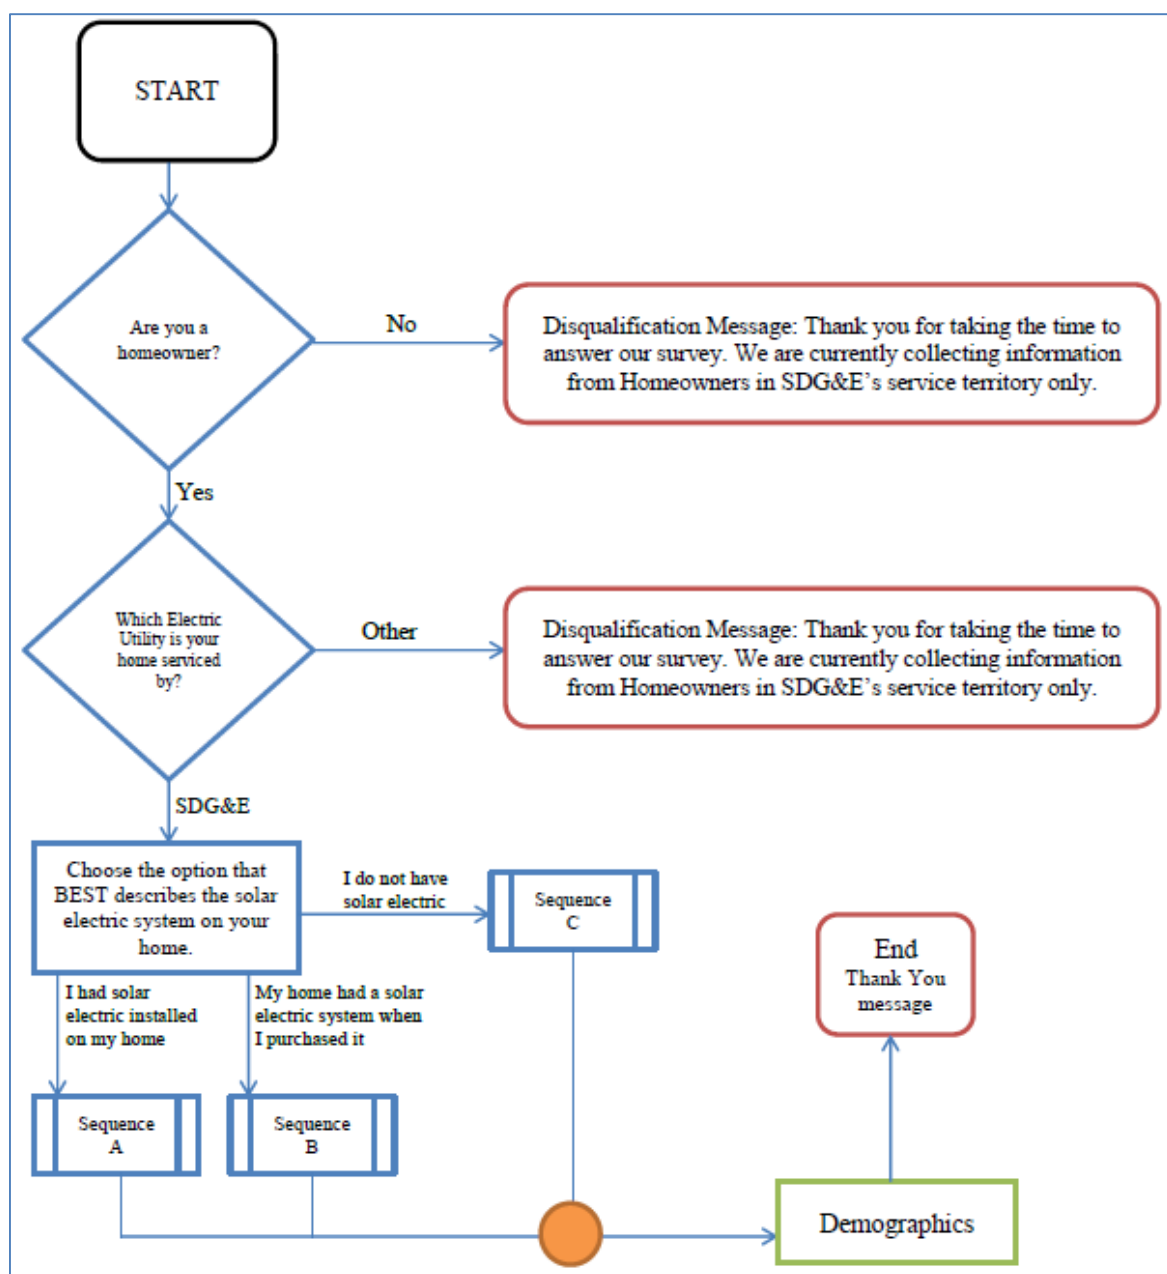 START
Are you a
homeowner?
No
Disqualification Message: Thank you for taking the time to
answer our survey. We are currently collecting information
from Homeowners in SDG&E's service territory only.
Yes
Which Electric
Utility is your
home serviced
by?
Other
Disqualification Message: Thank you for taking the time to
answer our survey. We are currently collecting information
from Homeowners in SDG&E's service territory only.
SDG&E
Choose the option that
BEST describes the solar
electric system on your
home.
I do not have
solar electric
Sequence
C
I had solar
electric installed
on my home
My home had a solar
electric system when
I purchased it
Sequence
A
Sequence
B
End
Thank You
message
Demographics